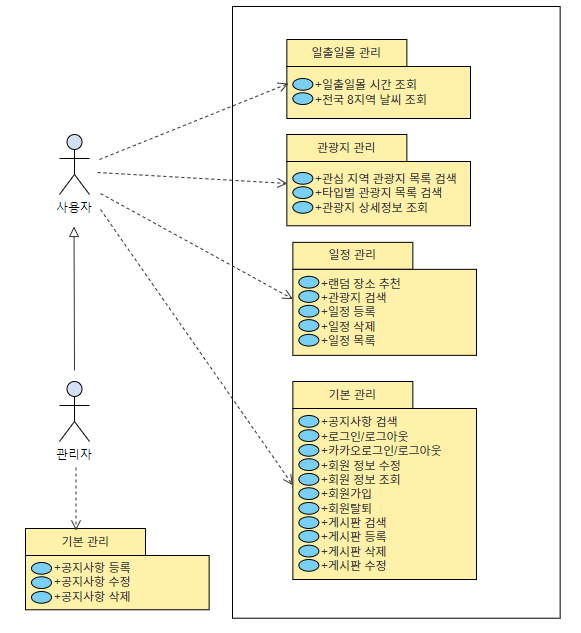 일출일몰 관리
+일출일몰 시간 조회
+전국 8지역 날씨 조회
관광지 관리
+관심 지역 관광지 목록 검색
+타입별 관광지 목록 검색
+관광지 상세정보 조회
사용자
일정 관리
+랜덤 장소 추천
+관광지 검색
+일정 등록
+일정 삭제
+일정 목록
기본 관리
+공지사항 검색
+로그인/로그아웃
+카카오로그인/로그아웃
+회원 정보 수정
+회원 정보 조회
+회원가입
+회원탈퇴
+게시판 검색
+게시판 등록
+게시판 삭제
+게시판 수정
관리자
기본 관리
+공지사항 등록
+공지사항 수정
+공지사항 삭제